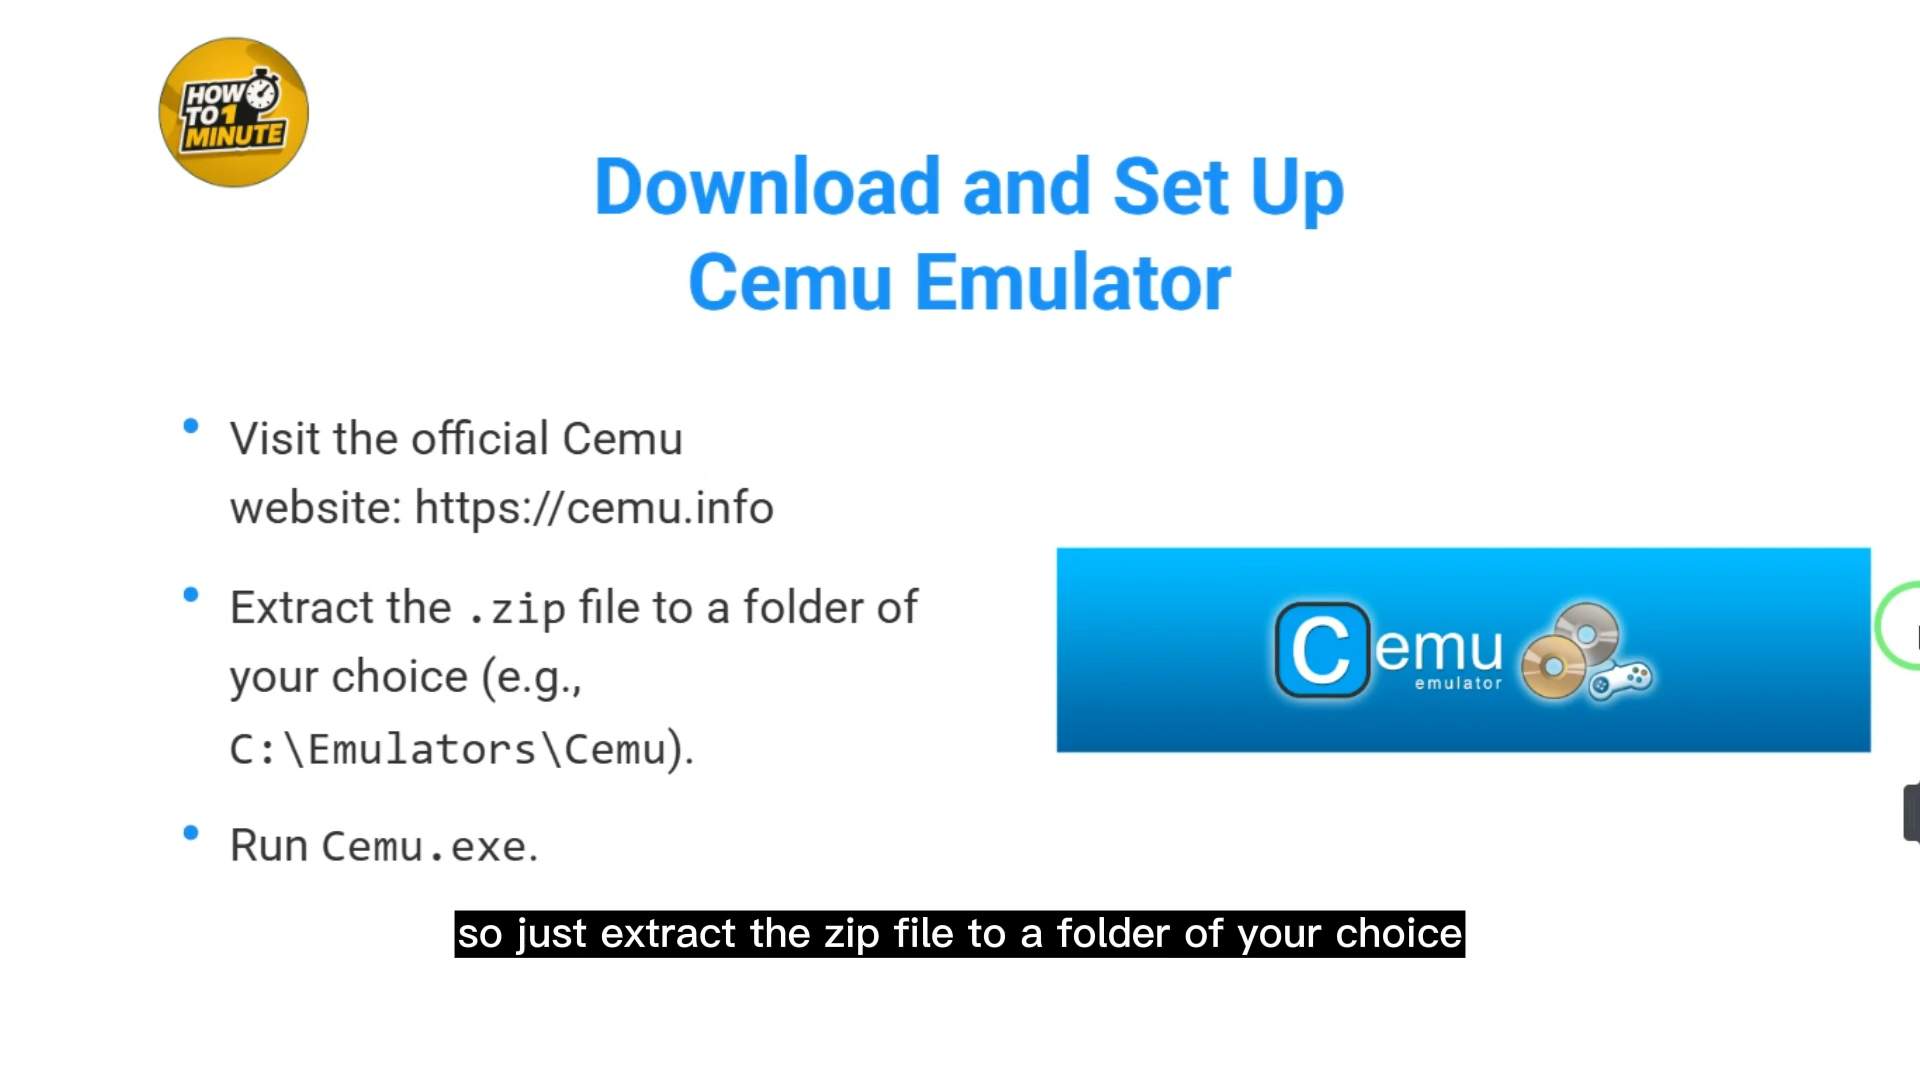 HOW
TO 1
MINUTE
Download and Set Up
Cemu Emulator
• Visit the official Cemu
website: https://cemu.info
• Extract the .zip file to a folder of
your choice (e.g.,
C:\Emulators\Cemu).
• Run Cemu.exe.
Cemu
emulator
so just extract the zip file to a folder of your choice